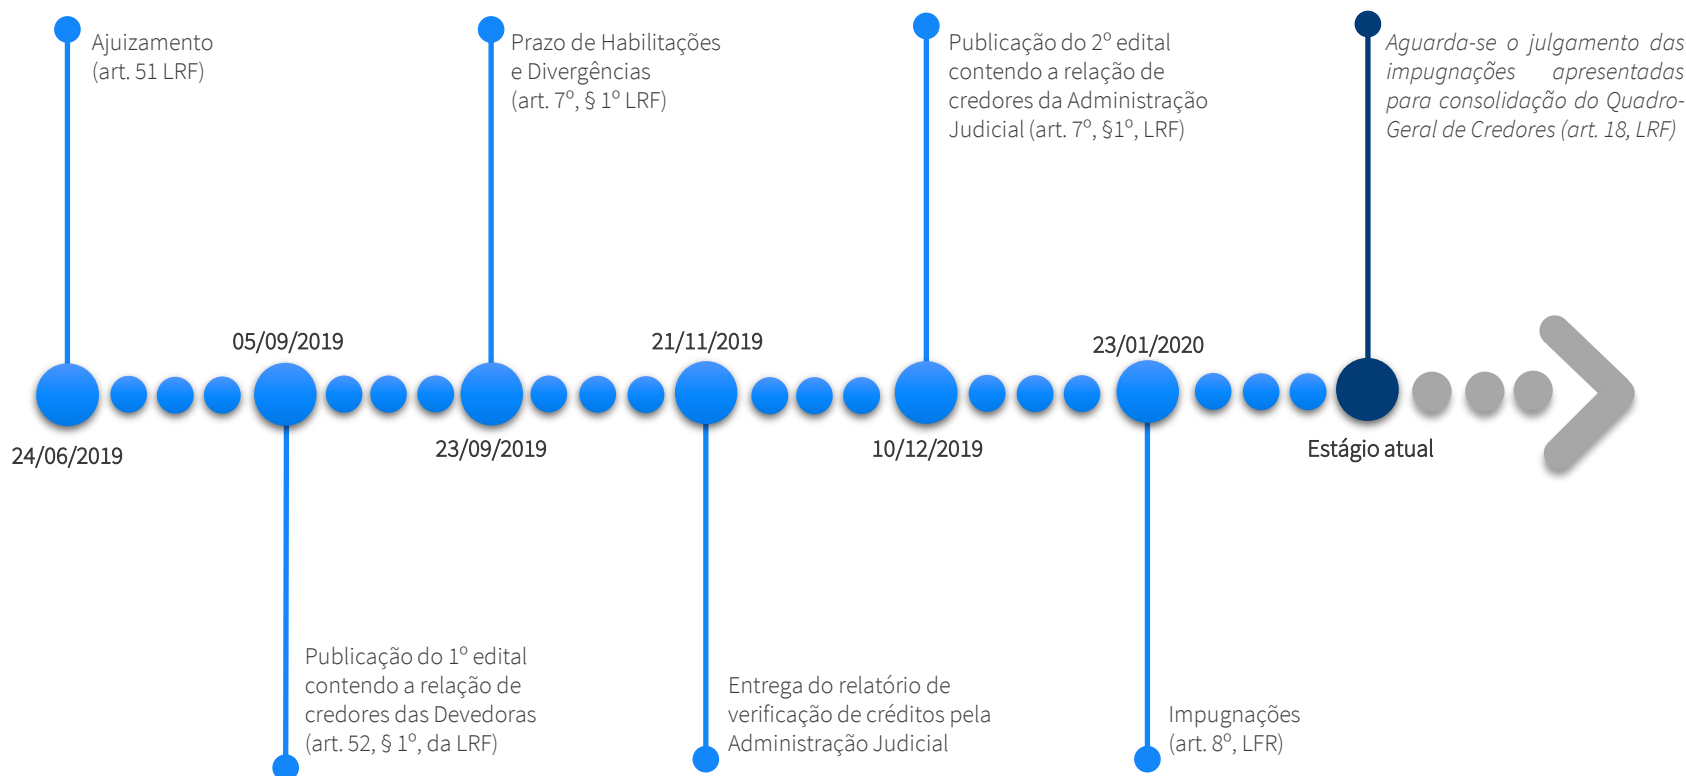 Ajuizamento
(art. 51 LRF)
Prazo de Habilitações
e Divergências
(art. 7º, § 1º LRF)
Publicação do 2º edital
contendo a relação de
credores da Administração
Judicial (art. 7º, §1º, LRF)
Aguarda-se o julgamento das
impugnações apresentadas
para consolidação do Quadro-
Geral de Credores (art. 18, LRF)
05/09/2019
21/11/2019
23/01/2020
24/06/2019
23/09/2019
10/12/2019
Estágio atual
Publicação do 1º edital
contendo a relação de
credores das Devedoras
(art. 52, § 1º, da LRF)
Entrega do relatório de
verificação de créditos pela
Administração Judicial
Impugnações
(art. 8º, LFR)